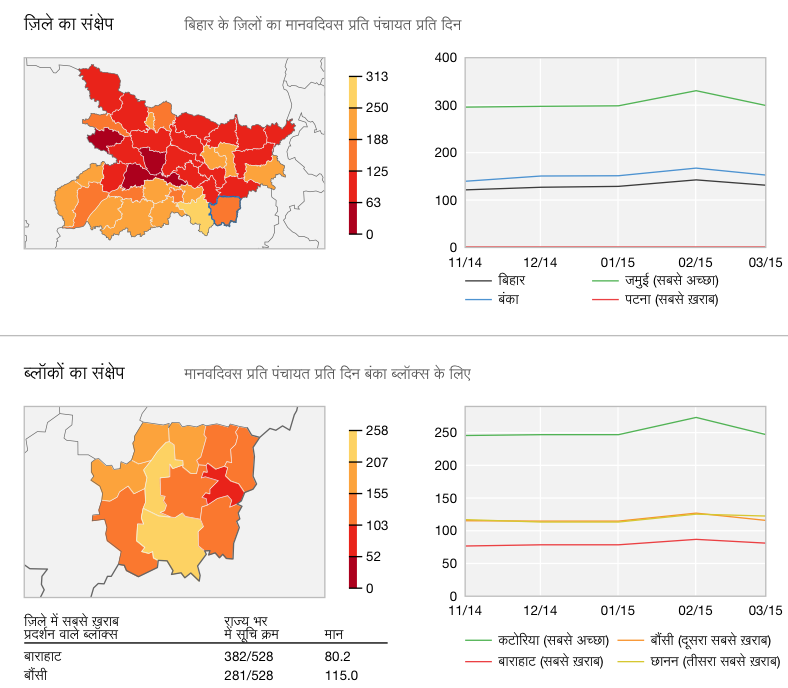 ज़िले का संक्षेप
बिहार के ज़िलों का मानवदिवस प्रति पंचायत प्रति दिन
313
250
188
125
63
0
400
300
200
100
0
11/14 12/14 01/15 02/15 03/15
बिहार
जमुई (सबसे अच्छा)
बंका
पटना (सबसे ख़राब)
ब्लॉकों का संक्षेप
मानवदिवस प्रति पंचायत प्रति दिन बंका ब्लॉक्स के लिए
258
207
155
103
52
0
250
200
150
100
50
0
11/14 12/14 01/15 02/15 03/15
कटोरिया (सबसे अच्छा)
बौंसी (दूसरा सबसे ख़राब)
बाराहाट (सबसे ख़राब)
छानन (तीसरा सबसे ख़राब)
ज़िले में सबसे ख़राब
प्रदर्शन वाले ब्लॉक्स
राज्य भर
में सूचि क्रम
मान
बाराहाट 382/528 80.2
बौंसी 281/528 115.0